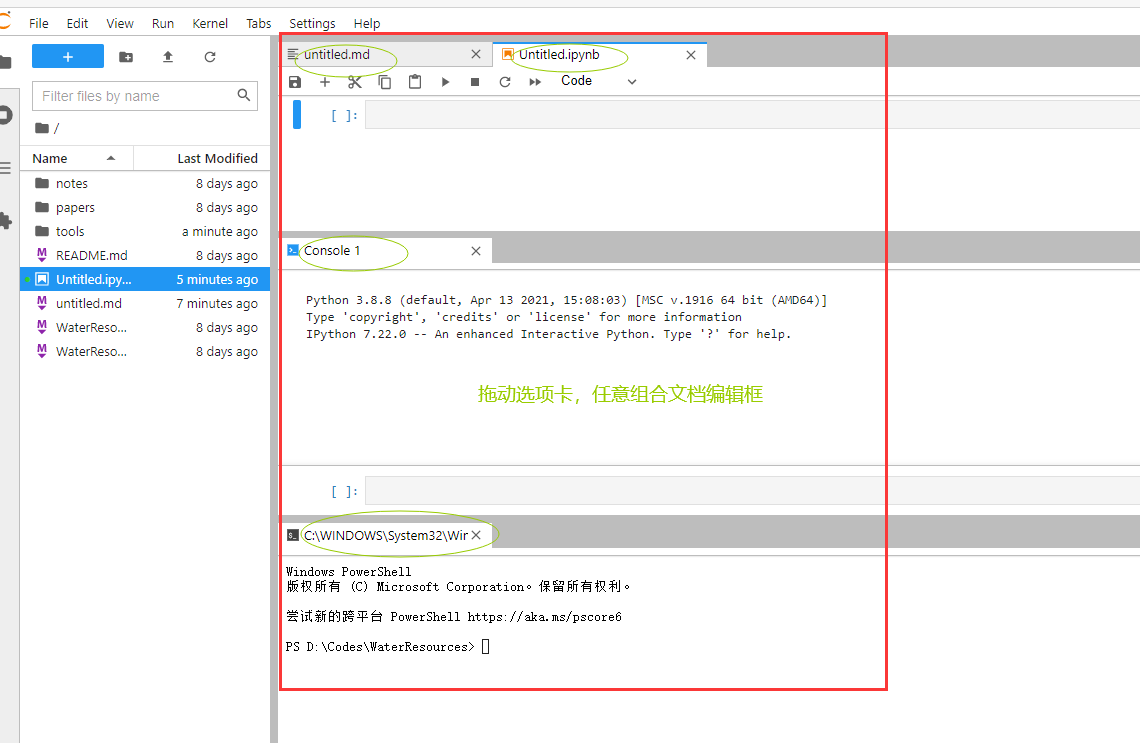 File Edit View Run Kernel Tabs Settings Help
Filter files by name
/
Name Last Modified
notes 8 days ago
papers 8 days ago
tools a minute ago
README.md 8 days ago
Untitled.ipy... 5 minutes ago
untitled.md 7 minutes ago
WaterReso... 8 days ago
WaterReso... 8 days ago
untitled.md
Untitled.ipynb
Code
[ ]:
Console 1
Python 3.8.8 (default, Apr 13 2021, 15:08:03) [MSC v.1916 64 bit (AMD64)]
Type 'copyright', 'credits' or 'license' for more information
IPython 7.22.0 -- An enhanced Interactive Python. Type '?' for help.
拖动选项卡，任意组合文档编辑框
[ ]:
C:\WINDOWS\System32\Wir
Windows PowerShell
版权所有 (C) Microsoft Corporation。保留所有权利。
尝试新的跨平台 PowerShell https://aka.ms/pscore6
PS D:\Codes\WaterResources>